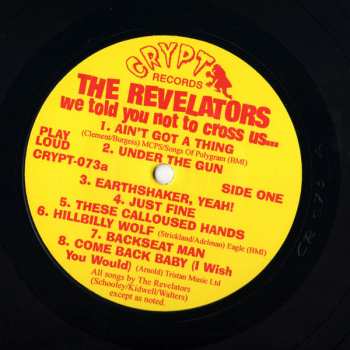 CRYPT
RECORDS
THE REVELATORS
we told you not to cross us...
1. AIN'T GOT A THING
(Clement/Burgess) MCPS/Songs Of Polygram (BMI)
2. UNDER THE GUN
PLAY
LOUD
CRYPT-073a
SIDE ONE
3. EARTHSHAKER, YEAH!
4. JUST FINE
5. THESE CALLOUSED HANDS
6. HILLBILLY WOLF (Strickland/Adelman) Eagle (BMI)
7. BACKSEAT MAN
8. COME BACK BABY (I Wish
You Would) (Arnold) Tristan Music Ltd
All songs by The Revelators
(Schooley/Kidwell/Walters)
except as noted.